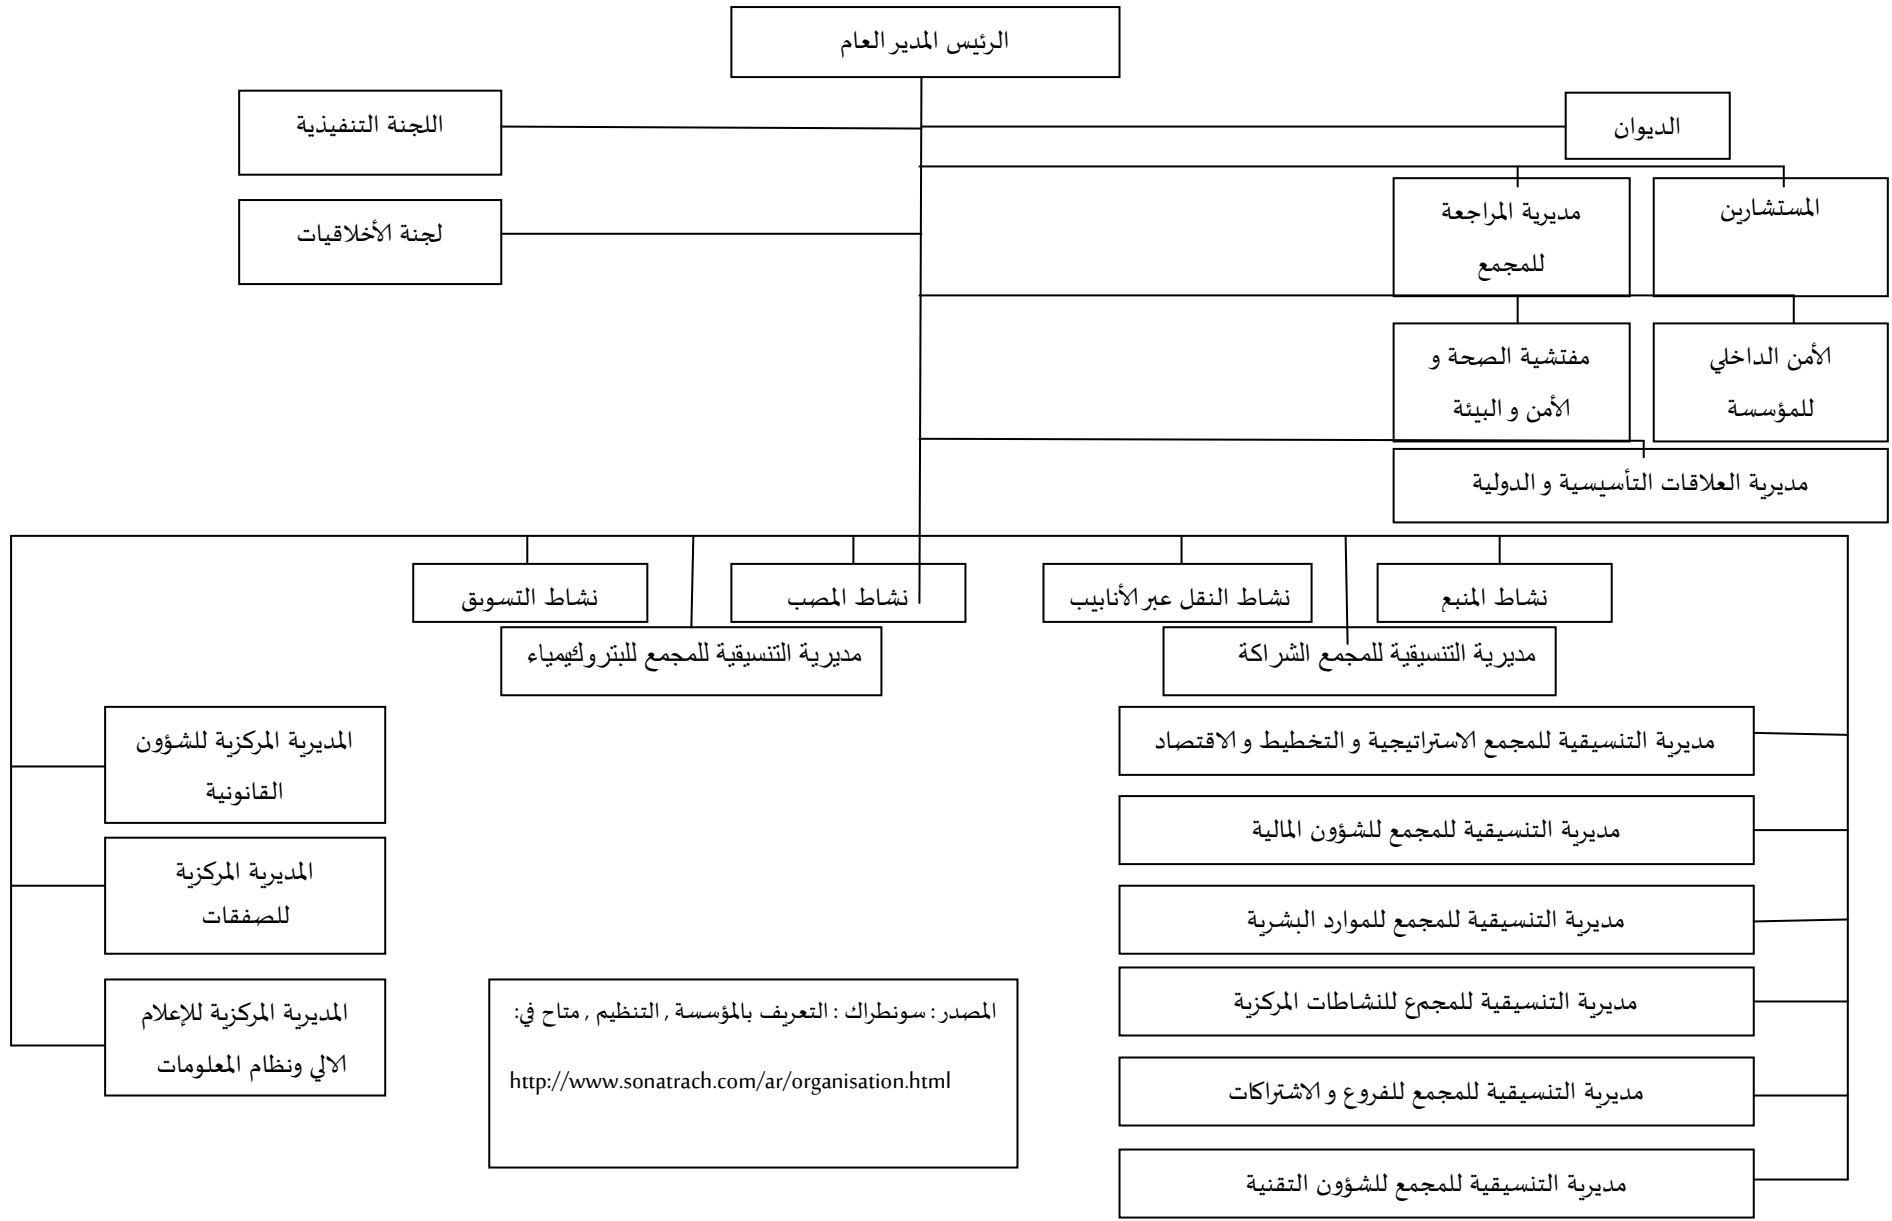 الرئيس المدير العام
الديوان
اللجنة التنفيذية
المستشارين
مديرية المراجعة
للمجمع
لجنة الأخلاقيات
الأمن الداخلي
للمؤسسة
مفتشية الصحة و
الأمن و البيئة
مديرية العلاقات التأسيسية و الدولية
نشاط المنبع
نشاط النقل عبر الأنابيب
نشاط المصب
نشاط التسويق
مديرية التنسيقية للمجمع الشراكة
مديرية التنسيقية للمجمع للبتروكيمياء
مديرية التنسيقية للمجمع الاستراتيجية و التخطيط و الاقتصاد
مديرية التنسيقية للمجمع للشؤون المالية
مديرية التنسيقية للمجمع للموارد البشرية
مديرية التنسيقية للمجمع للنشاطات المركزية
مديرية التنسيقية للمجمع للفروع و الاشتراكات
مديرية التنسيقية للمجمع للشؤون التقنية
المديرية المركزية للشؤون
القانونية
المديرية المركزية
للصفقات
المديرية المركزية للإعلام
الالي ونظام المعلومات
المصدر : سونطراك : التعريف بالمؤسسة , التنظيم , متاح في:
http://www.sonatrach.com/ar/organisation.html